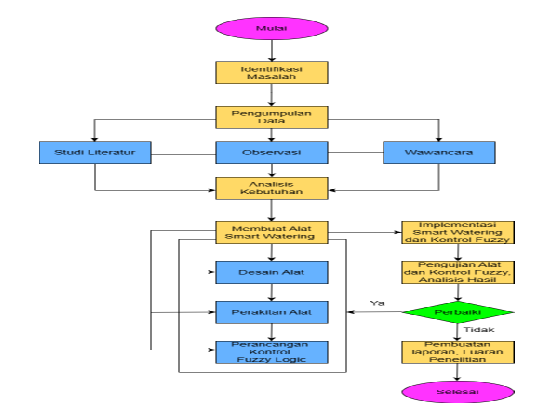 Mulai
Identifikasi
Masalah
Pengumpulan
Data
Studi Literatur
Observasi
Wawancara
Analisis
Kebutuhan
Membuat Alat
Smart Watering
Implementasi
Smart Watering
dan Kontrol Fuzzy
Desain Alat
Pengujian Alat
dan Kontrol Fuzzy,
Analisis Hasil
Perakitan Alat
Ya
Perbaiki
Tidak
Perancangan
Kontrol
Fuzzy Logic
Pembuatan
laporan, Luaran
Penelitian
Selesai